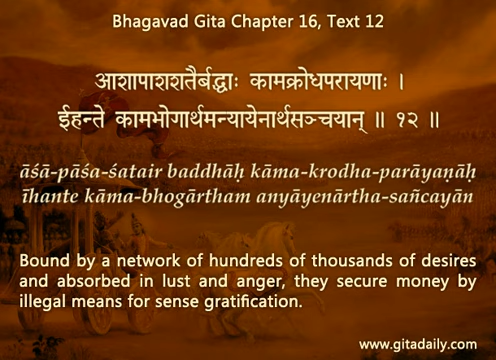 Bhagavad Gita Chapter 16, Text 12
आशापाशशतैर्बद्धाः कामक्रोधपरायणाः ।
ईहन्ते कामभोगार्थमन्यायेनार्थसञ्चयान् ॥ १२ ॥
āśā-pāśa-śatair baddhāḥ kāma-krodha-parāyaṇāḥ
īhante kāma-bhogārtham anyāyenārtha-sañcayān
Bound by a network of hundreds of thousands of desires
and absorbed in lust and anger, they secure money by
illegal means for sense gratification.
www.gitadaily.com